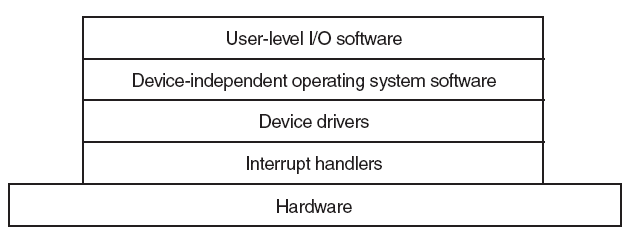 User-level I/O software
Device-independent operating system software
Device drivers
Interrupt handlers
Hardware